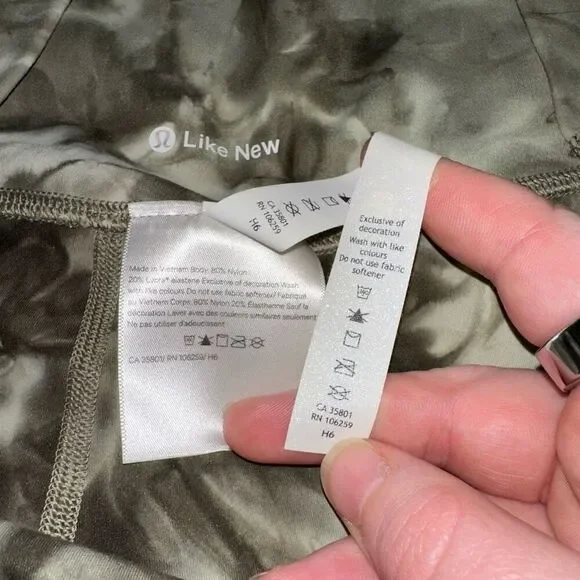 Like New
CA 35801
RN 106259
H6
Made in Vietnam Body: 80% Nylon
20% Lycra® elastane Exclusive of decoration Wash
like colours Do not use fabric softener/ Fabriqué
au Vietnam Corps: 80% Nylon 20% Élasthanne Sauf la
décoration Laver avec des couleurs similaires seulement
Ne pas utiliser d'adoucissent
CA 35801/ RN 106259/ H6
Exclusive of
decoration
Wash with like
colours
Do not use fabric
softener
CA 35801
RN 106259
H6